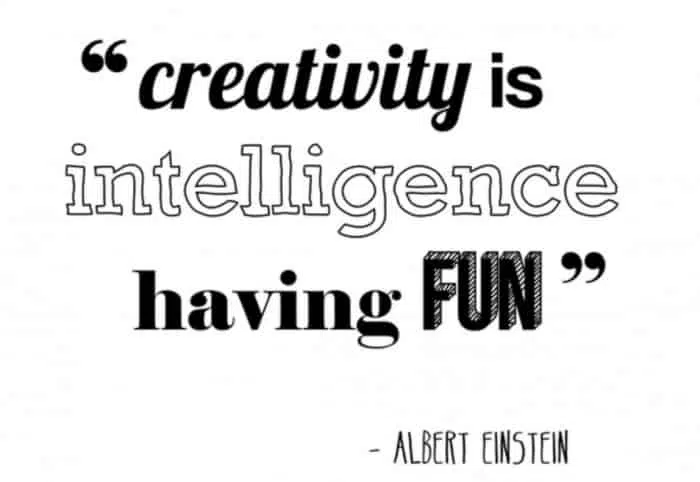 “creativity is
intelligence
having FUN”
- ALBERT EINSTEIN